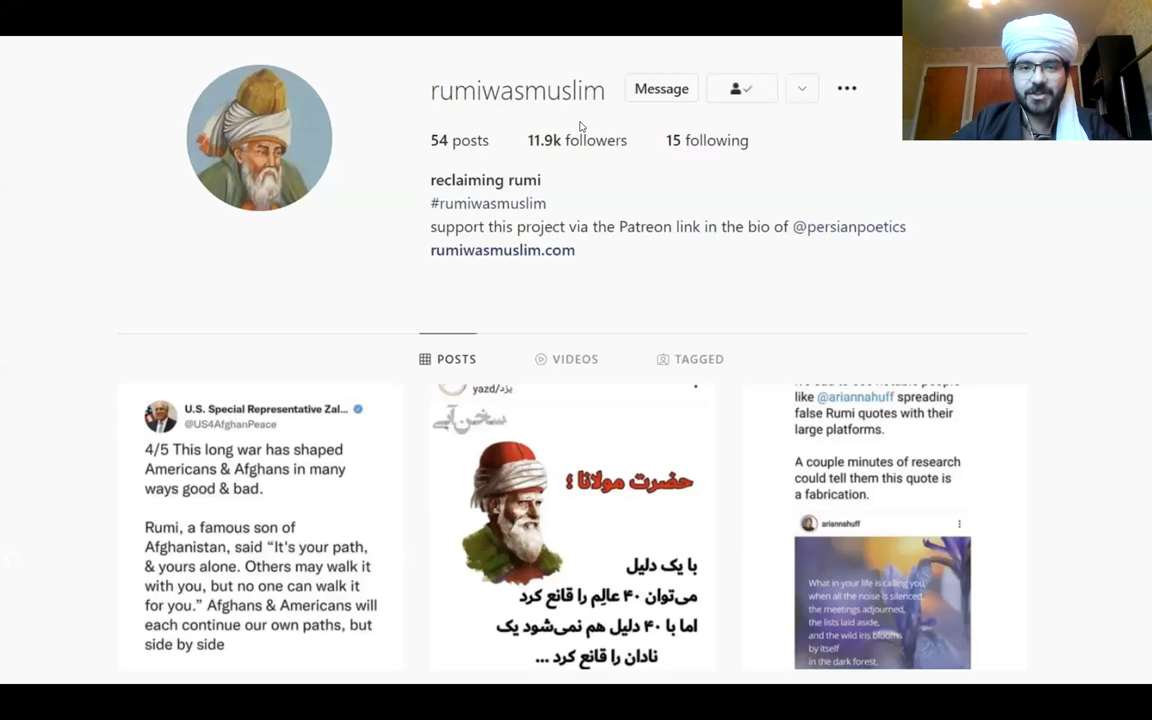 rumiwasmuslim
Message
54 posts
11.9k followers
15 following
reclaiming rumi
#rumiwasmuslim
support this project via the Patreon link in the bio of @persianpoetics
rumiwasmuslim.com
POSTS
VIDEOS
TAGGED
U.S. Special Representative Zal...
@US4AfghanPeace
4/5 This long war has shaped
Americans & Afghans in many
ways good & bad.
Rumi, a famous son of
Afghanistan, said “It's your path,
& yours alone. Others may walk it
with you, but no one can walk it
for you.” Afghans & Americans will
each continue our own paths, but
side by side
yazd/یزد
سخن آبی
حضرت مولانا ؛
با یک دلیل
می‌توان ۴۰ عالِم را قانع کرد
اما با ۴۰ دلیل هم نمی‌شود یک
نادان را قانع کرد ...
like @ariannahuff spreading
false Rumi quotes with their
large platforms.
A couple minutes of research
could tell them this quote is
a fabrication.
ariannahuff
What in your life is calling you,
when all the noise is silenced,
the meetings adjourned,
the lists laid aside,
and the wild iris blooms
by itself
in the dark forest,